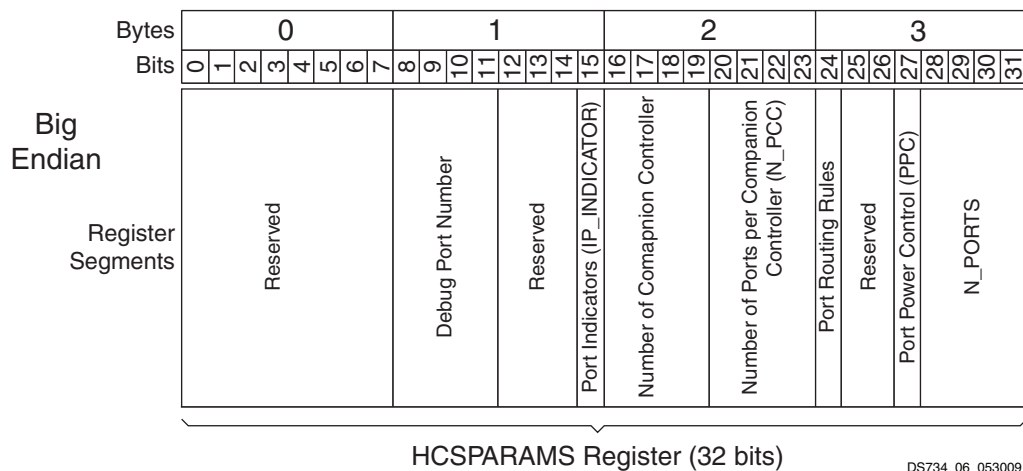 Bytes 0 1 2 3
Bits 0 1 2 3 4 5 6 7 8 9 10 11 12 13 14 15 16 17 18 19 20 21 22 23 24 25 26 27 28 29 30 31
Big
Endian
Register
Segments
Reserved
Debug Port Number
Reserved
Port Indicators (IP_INDICATOR)
Number of Comapnion Controller
Number of Ports per Companion
Controller (N_PCC)
Port Routing Rules
Reserved
Port Power Control (PPC)
N_PORTS
HCSPARAMS Register (32 bits)
DS734_06_053009